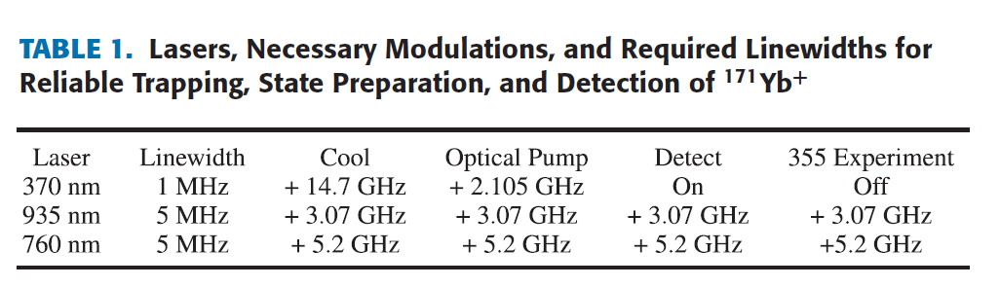 TABLE 1. Lasers, Necessary Modulations, and Required Linewidths for
Reliable Trapping, State Preparation, and Detection of ¹⁷¹Yb+
Laser Linewidth Cool Optical Pump Detect 355 Experiment
370 nm 1 MHz + 14.7 GHz + 2.105 GHz On Off
935 nm 5 MHz + 3.07 GHz + 3.07 GHz + 3.07 GHz + 3.07 GHz
760 nm 5 MHz + 5.2 GHz + 5.2 GHz + 5.2 GHz +5.2 GHz